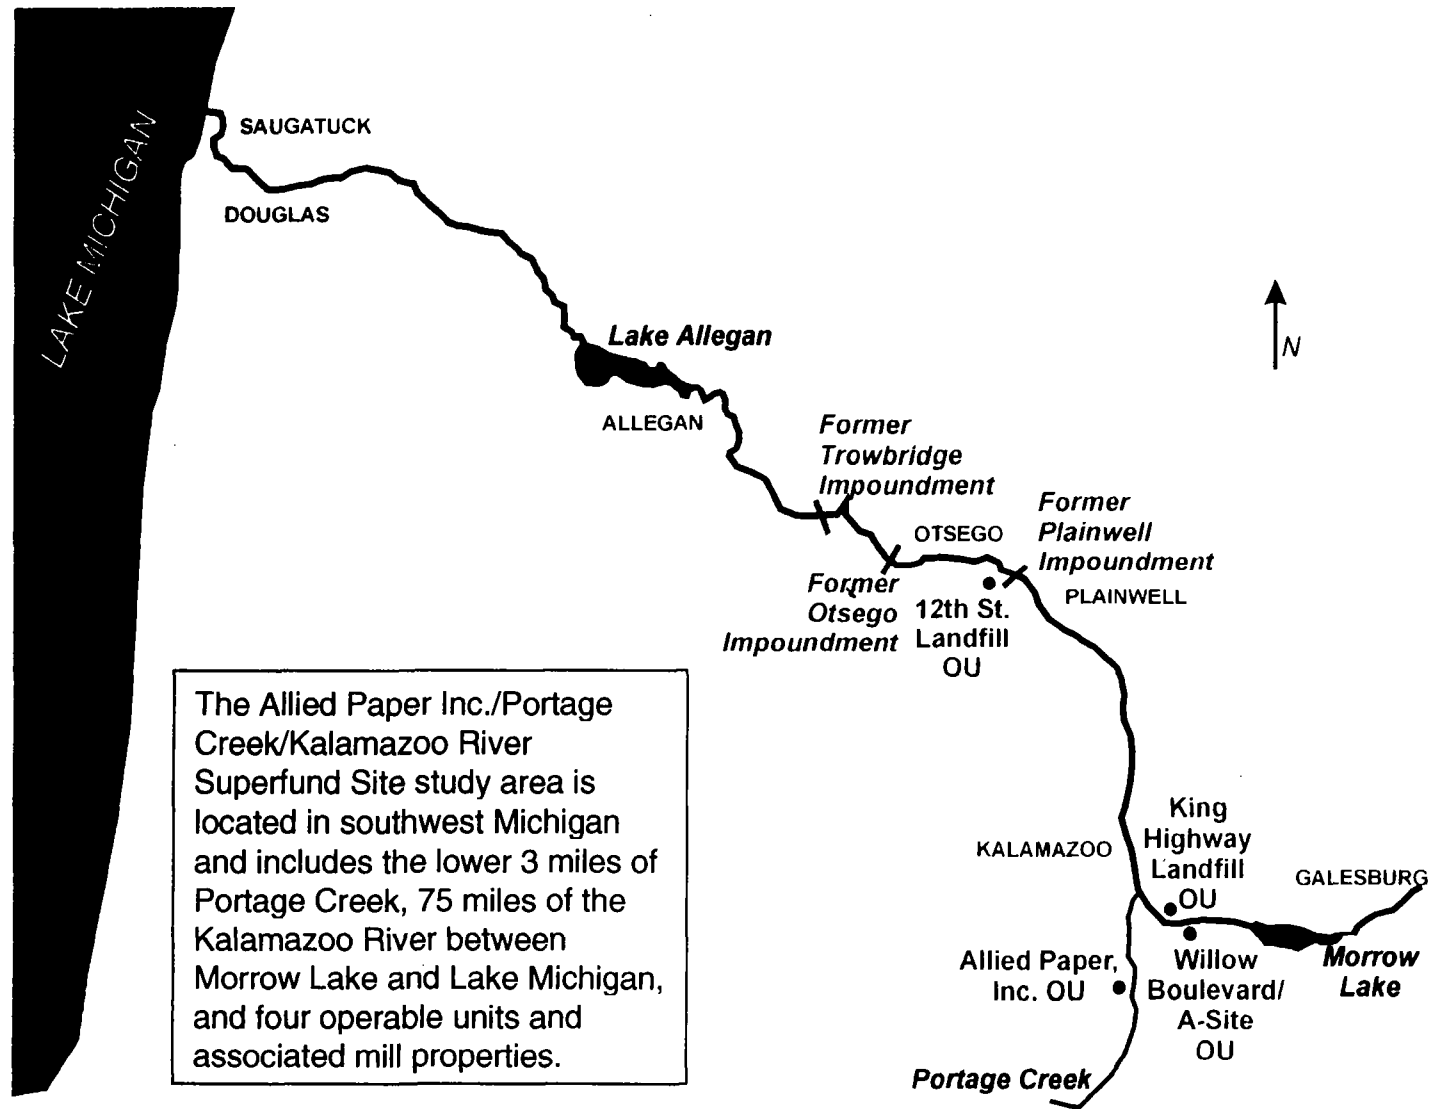 LAKE MICHIGAN
SAUGATUCK
DOUGLAS
Lake Allegan
ALLEGAN
N
Former
Trowbridge
Impoundment
Former
Plainwell
Impoundment
OTSEGO
PLAINWELL
Former
Otsego
Impoundment
12th St.
Landfill
OU
The Allied Paper Inc./Portage
Creek/Kalamazoo River
Superfund Site study area is
located in southwest Michigan
and includes the lower 3 miles of
Portage Creek, 75 miles of the
Kalamazoo River between
Morrow Lake and Lake Michigan,
and four operable units and
associated mill properties.
KALAMAZOO
King
Highway
Landfill
OU
GALESBURG
Allied Paper,
Inc. OU
Willow
Boulevard/
A-Site
OU
Morrow
Lake
Portage Creek